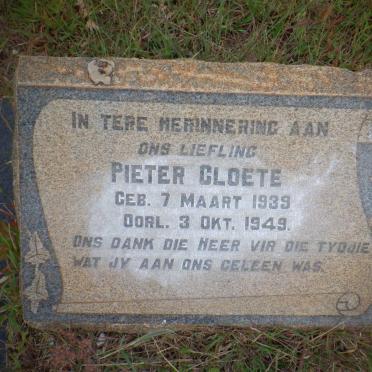 IN TERE HERINNERING AAN
ONS LIEFLING
PIETER CLOETE
GEB. 7 MAART 1939
OORL. 3 OKT. 1949.
ONS DANK DIE HEER VIR DIE TYDJIE
WAT JY AAN ONS GELEEN WAS.